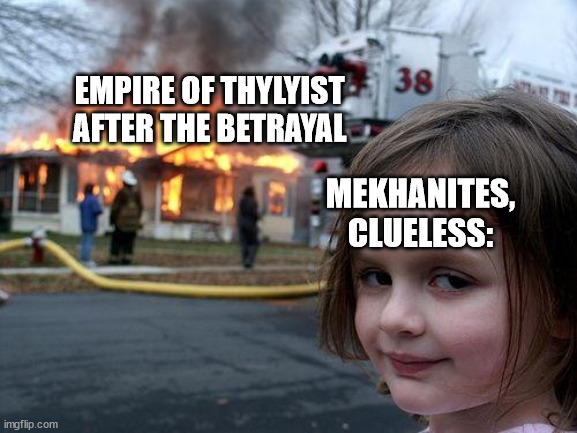 EMPIRE OF THYLYIST
AFTER THE BETRAYAL
38
MEKHANITES,
CLUELESS:
imgflip.com